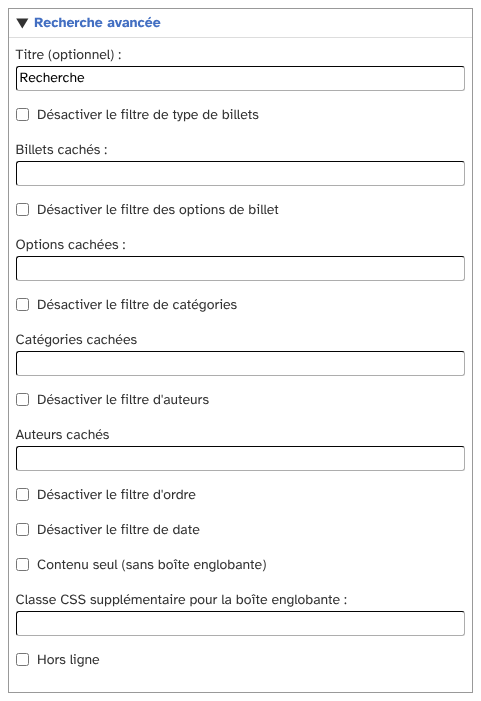 Recherche avancée
Titre (optionnel) :
Recherche
Désactiver le filtre de type de billets
Billets cachés :
Désactiver le filtre des options de billet
Options cachées :
Désactiver le filtre de catégories
Catégories cachées
Désactiver le filtre d'auteurs
Auteurs cachés
Désactiver le filtre d'ordre
Désactiver le filtre de date
Contenu seul (sans boîte englobante)
Classe CSS supplémentaire pour la boîte englobante :
Hors ligne